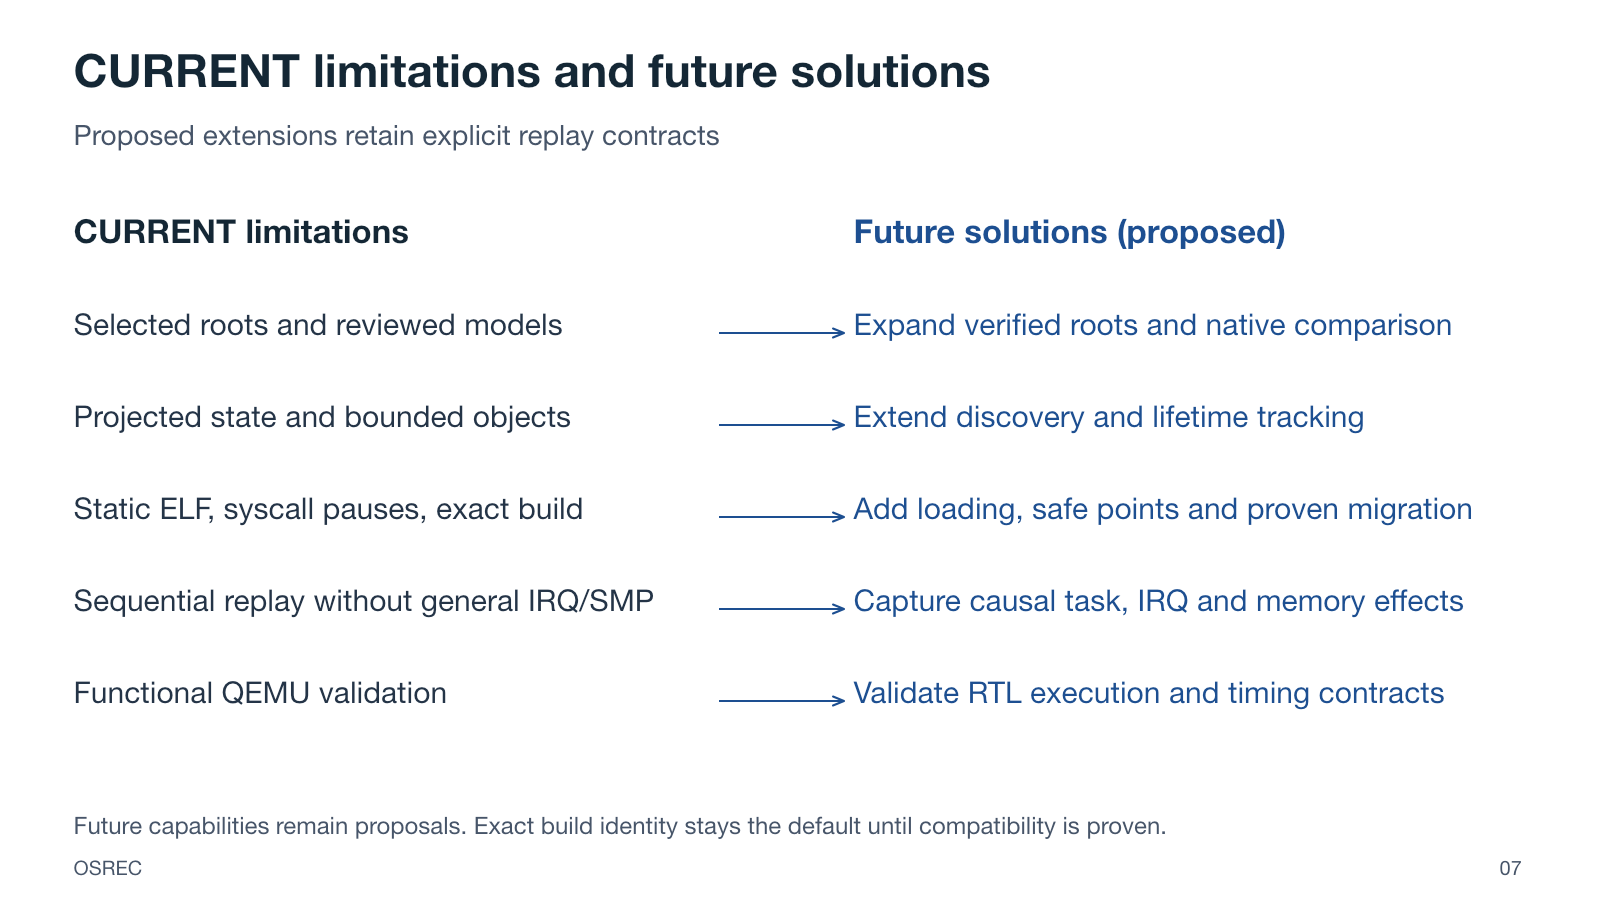 CURRENT limitations and future solutions
Proposed extensions retain explicit replay contracts
CURRENT limitations
Future solutions (proposed)
Selected roots and reviewed models
Expand verified roots and native comparison
Projected state and bounded objects
Extend discovery and lifetime tracking
Static ELF, syscall pauses, exact build
Add loading, safe points and proven migration
Sequential replay without general IRQ/SMP
Capture causal task, IRQ and memory effects
Functional QEMU validation
Validate RTL execution and timing contracts
Future capabilities remain proposals. Exact build identity stays the default until compatibility is proven.
OSREC
07